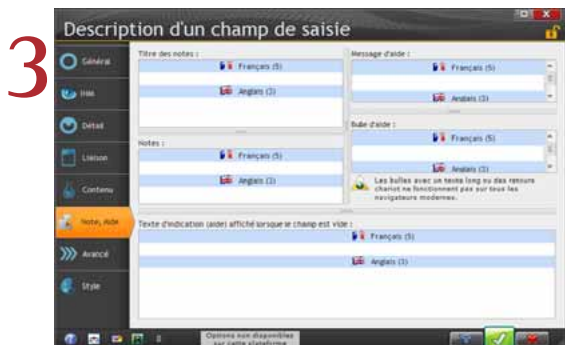 3
Description d'un champ de saisie
Général
IHM
Détail
Liaison
Contenu
Note, Aide
Avancé
Style
Titre des notes :
Français (5)
Anglais (3)
Message d'aide :
Français (5)
Anglais (3)
Notes :
Français (5)
Anglais (3)
Bulle d'aide :
Français (5)
Anglais (3)
Les bulles avec un texte long ou des retours
chariot ne fonctionnent pas sur tous les
navigateurs modernes.
Texte d'indication (aide) affiché lorsque le champ est vide :
Français (5)
Anglais (3)
Options non disponibles
sur cette plateforme